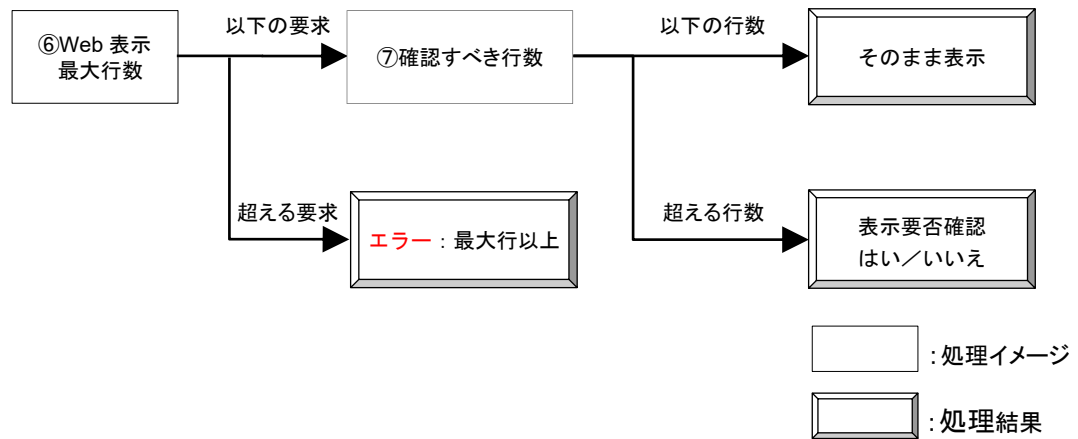 以下の要求
以下の行数
⑥Web 表示
最大行数
⑦確認すべき行数
そのまま表示
超える要求
超える行数
エラー：最大行以上
表示要否確認
はい／いいえ
：処理イメージ
：処理結果